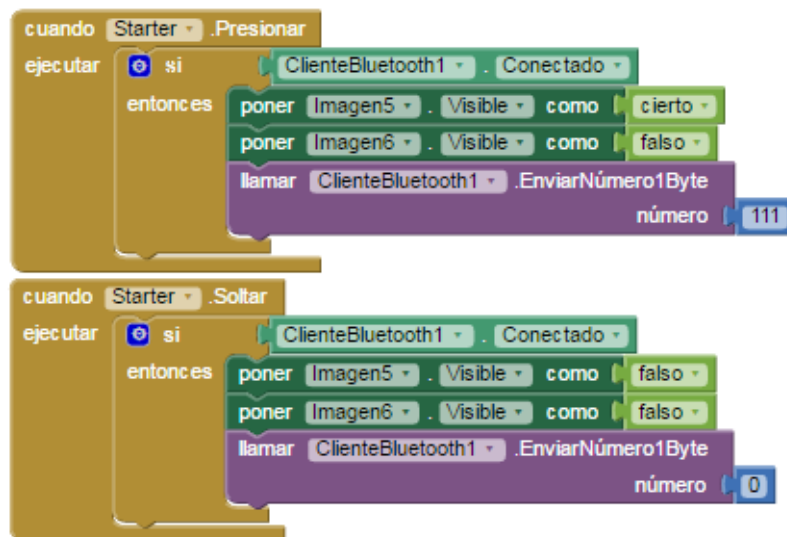 cuando Starter .Presionar
ejecutar si ClienteBluetooth1 . Conectado
entonces poner Imagen5 . Visible como cierto
poner Imagen6 . Visible como falso
llamar ClienteBluetooth1 .EnviarNúmero1Byte
número 111
cuando Starter .Soltar
ejecutar si ClienteBluetooth1 . Conectado
entonces poner Imagen5 . Visible como falso
poner Imagen6 . Visible como falso
llamar ClienteBluetooth1 .EnviarNúmero1Byte
número 0